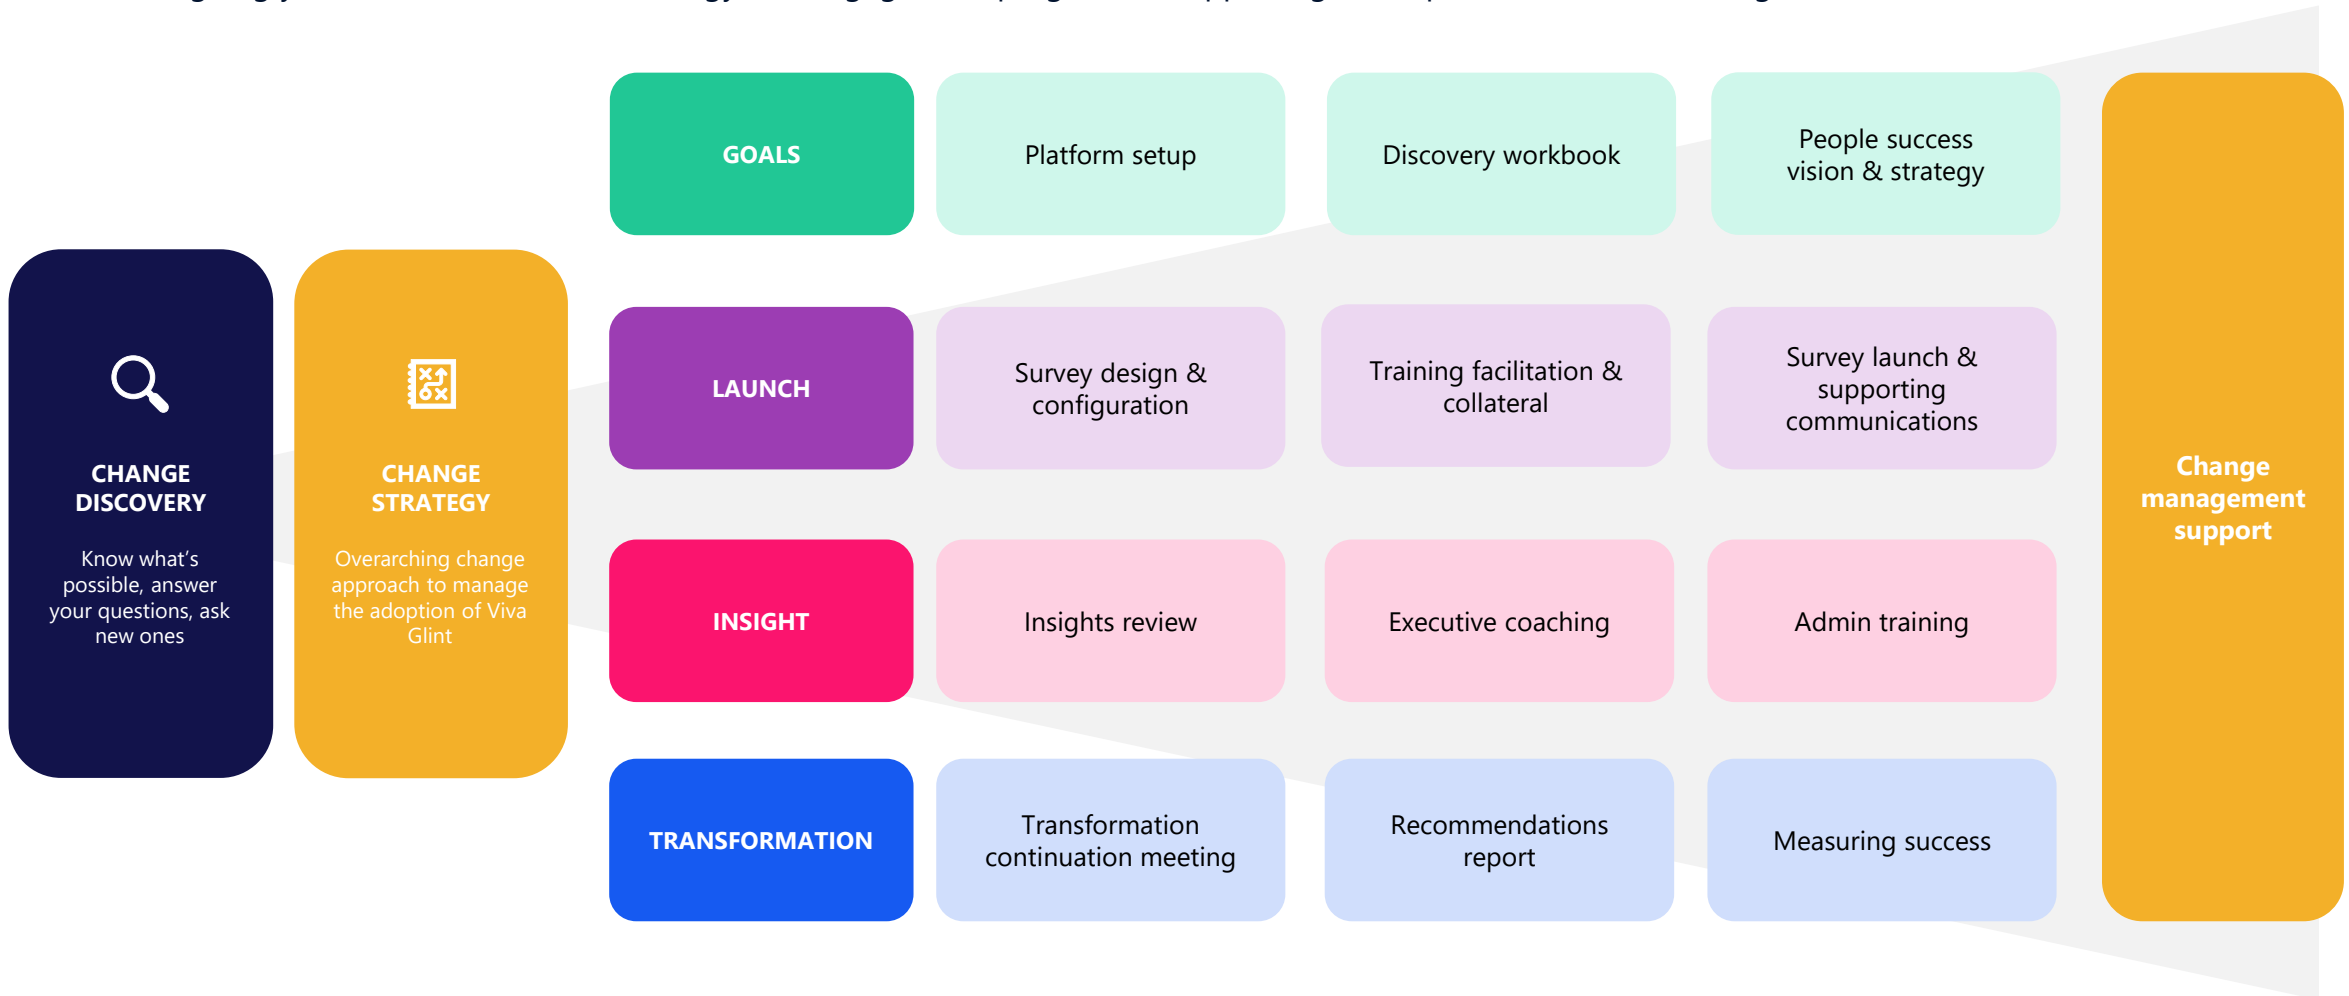 CHANGE
DISCOVERY
Know what's
possible, answer
your questions, ask
new ones
CHANGE
STRATEGY
Overarching change
approach to manage
the adoption of Viva
Glint
GOALS
Platform setup
Discovery workbook
People success
vision & strategy
LAUNCH
Survey design &
configuration
Training facilitation &
collateral
Survey launch &
supporting
communications
INSIGHT
Insights review
Executive coaching
Admin training
TRANSFORMATION
Transformation
continuation meeting
Recommendations
report
Measuring success
Change
management
support